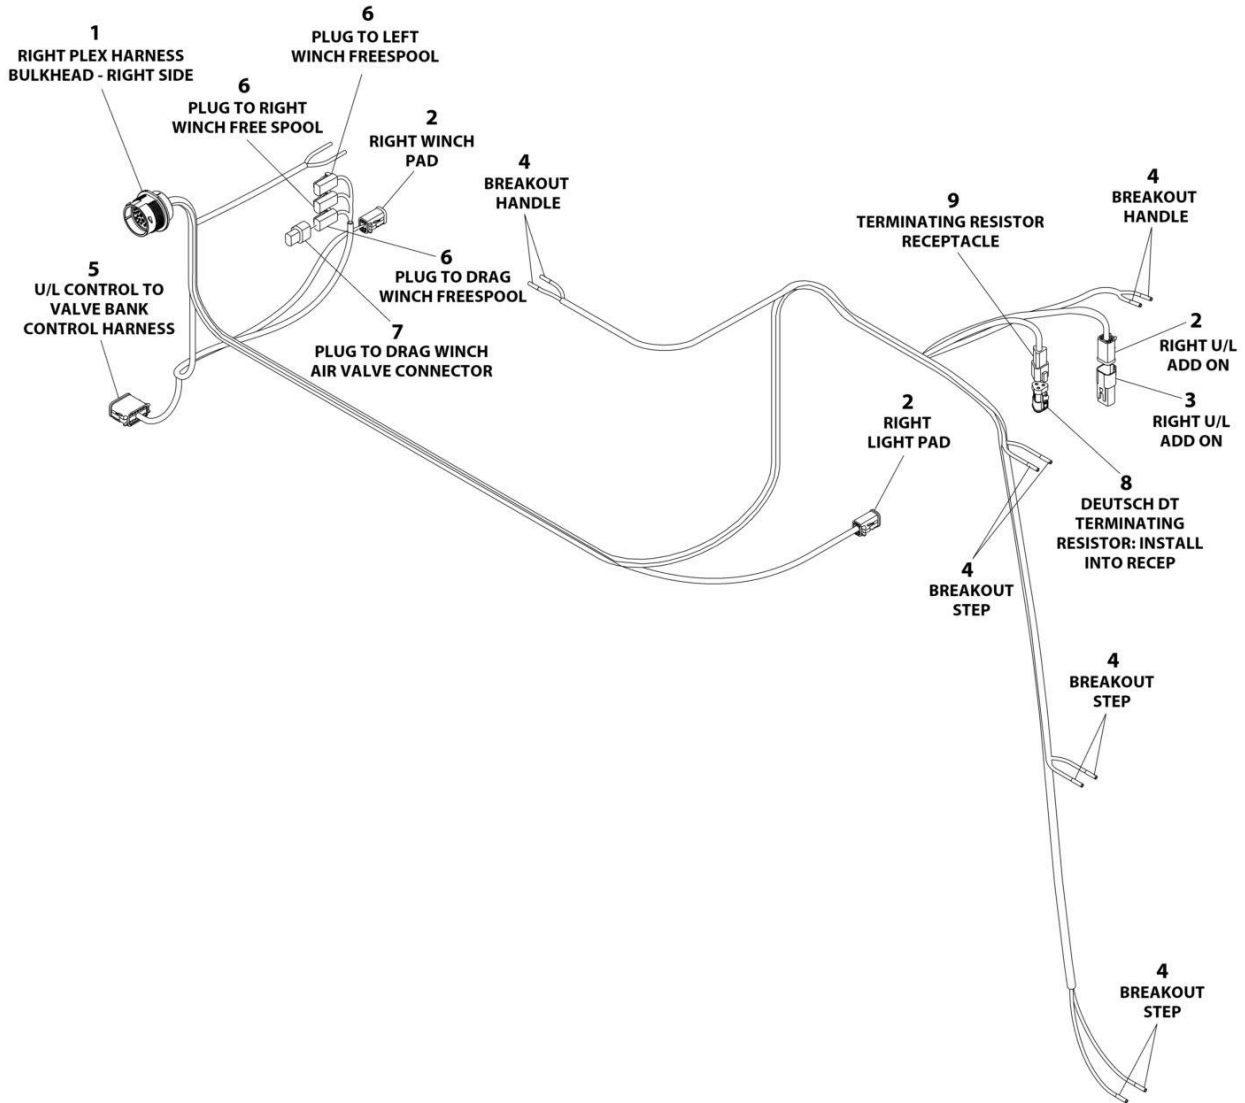 1
RIGHT PLEX HARNESS
BULKHEAD - RIGHT SIDE
6
PLUG TO LEFT
WINCH FREESPOOL
6
PLUG TO RIGHT
WINCH FREE SPOOL
2
RIGHT WINCH
PAD
4
BREAKOUT
HANDLE
9
TERMINATING RESISTOR
RECEPTACLE
4
BREAKOUT
HANDLE
5
U/L CONTROL TO
VALVE BANK
CONTROL HARNESS
6
PLUG TO DRAG
WINCH FREESPOOL
7
PLUG TO DRAG WINCH
AIR VALVE CONNECTOR
2
RIGHT U/L
ADD ON
3
RIGHT U/L
ADD ON
2
RIGHT
LIGHT PAD
8
DEUTSCH DT
TERMINATING
RESISTOR: INSTALL
INTO RECEP
4
BREAKOUT
STEP
4
BREAKOUT
STEP
4
BREAKOUT
STEP